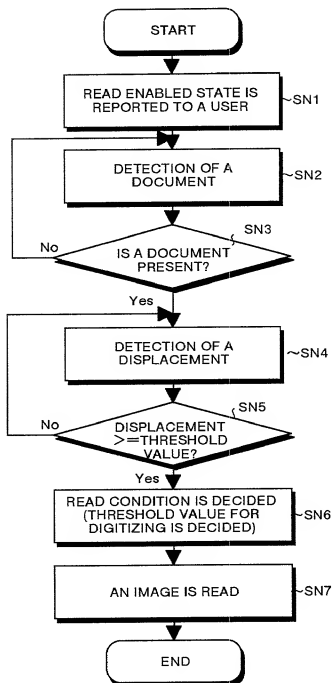 START
READ ENABLED STATE IS
REPORTED TO A USER
SN1
DETECTION OF A
DOCUMENT
SN2
SN3
IS A DOCUMENT
PRESENT?
No
Yes
DETECTION OF A
DISPLACEMENT
SN4
SN5
DISPLACEMENT
>=THRESHOLD
VALUE?
No
Yes
READ CONDITION IS DECIDED
(THRESHOLD VALUE FOR
DIGITIZING IS DECIDED)
SN6
AN IMAGE IS READ
SN7
END